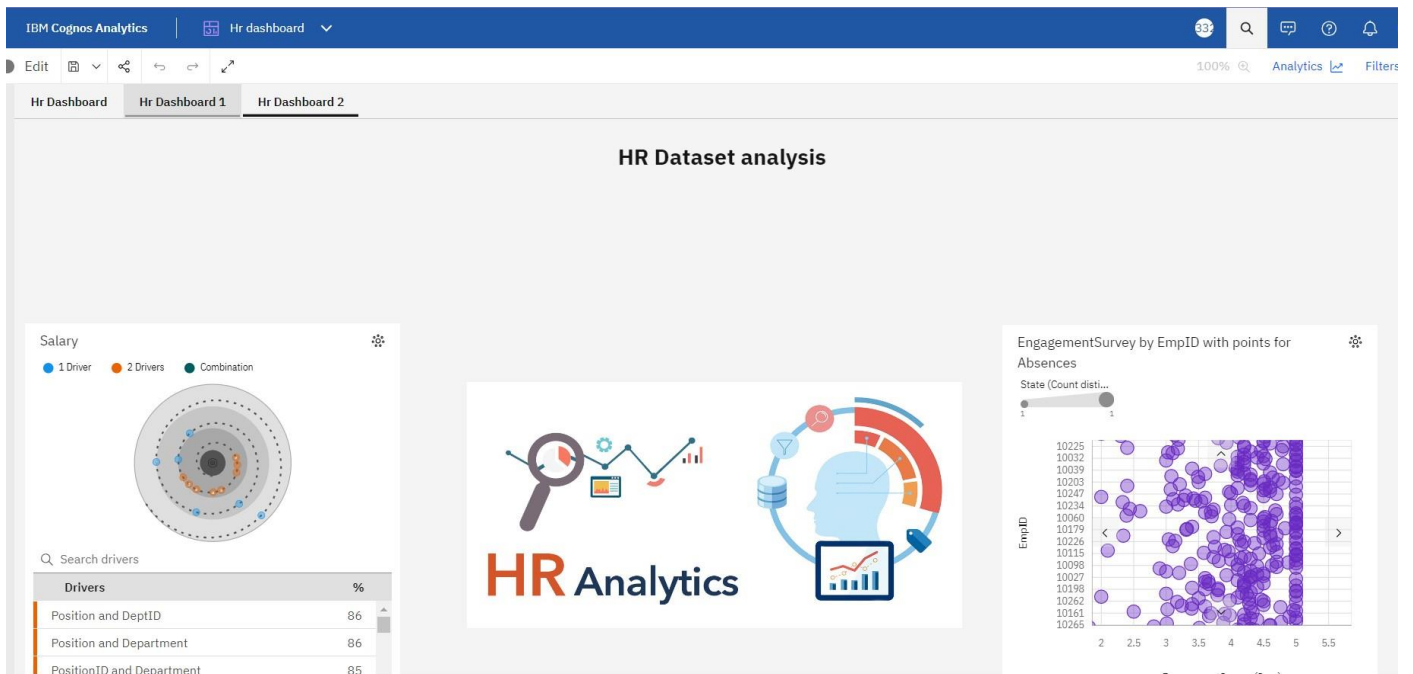 IBM Cognos Analytics
Hr dashboard
Edit
100%
Analytics
Filters
Hr Dashboard
Hr Dashboard 1
Hr Dashboard 2
HR Dataset analysis
Salary
1 Driver
2 Drivers
Combination
Search drivers
Drivers %
Position and DeptID 86
Position and Department 86
PositionID and Department 85
HR Analytics
EngagementSurvey by EmpID with points for
Absences
State (Count disti...
1 1
EmpID
10225
10032
10039
10203
10247
10234
10060
10179
10226
10115
10098
10027
10198
10262
10161
10265
2 2.5 3 3.5 4 4.5 5 5.5